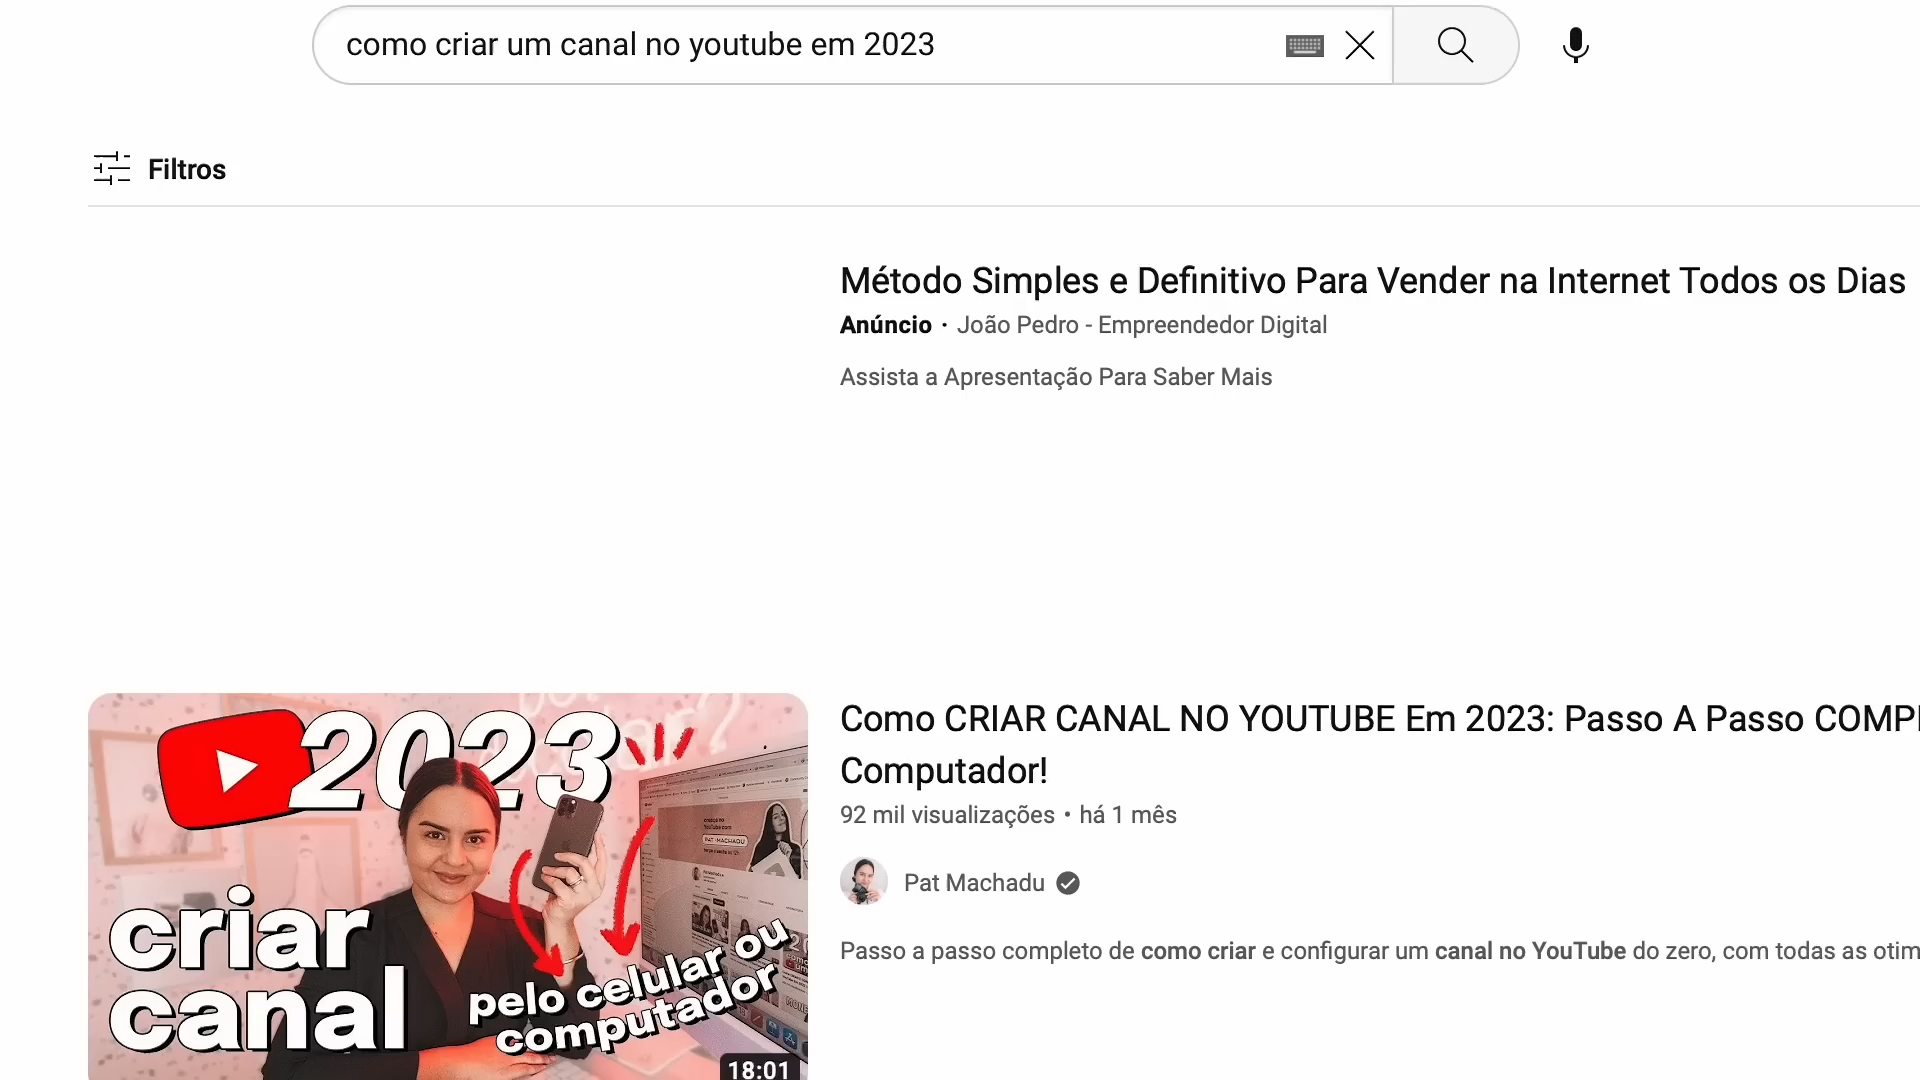 como criar um canal no youtube em 2023
Filtros
Método Simples e Definitivo Para Vender na Internet Todos os Dias
Anúncio · João Pedro - Empreendedor Digital
Assista a Apresentação Para Saber Mais
2023
criar
canal
pelo celular ou
computador
PAT MACHADO
18:01
Como CRIAR CANAL NO YOUTUBE Em 2023: Passo A Passo COMP
Computador!
92 mil visualizações • há 1 mês
Pat Machadu
Passo a passo completo de como criar e configurar um canal no YouTube do zero, com todas as otim